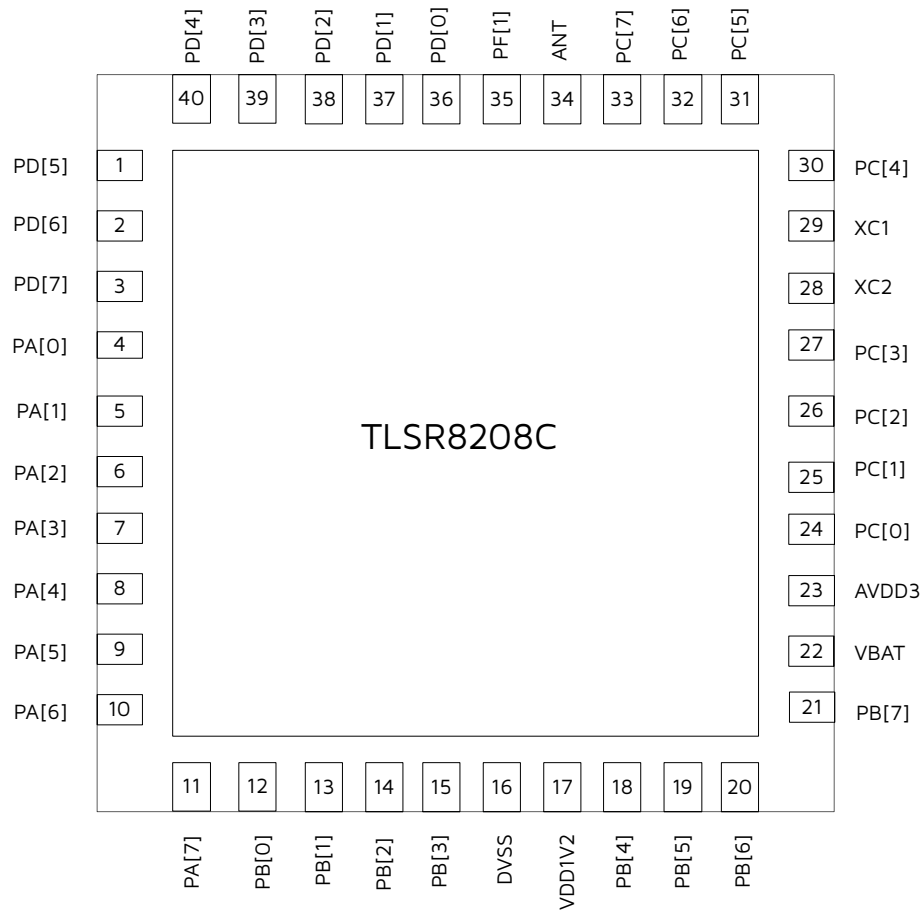 PD[4] PD[3] PD[2] PD[1] PD[0] PF[1] ANT PC[7] PC[6] PC[5]
40 39 38 37 36 35 34 33 32 31
PD[5] 1 30 PC[4]
PD[6] 2 29 XC1
PD[7] 3 28 XC2
PA[0] 4 27 PC[3]
PA[1] 5 26 PC[2]
TLSR8208C
PA[2] 6 25 PC[1]
PA[3] 7 24 PC[0]
PA[4] 8 23 AVDD3
PA[5] 9 22 VBAT
PA[6] 10 21 PB[7]
11 12 13 14 15 16 17 18 19 20
PA[7] PB[0] PB[1] PB[2] PB[3] DVSS VDD1V2 PB[4] PB[5] PB[6]